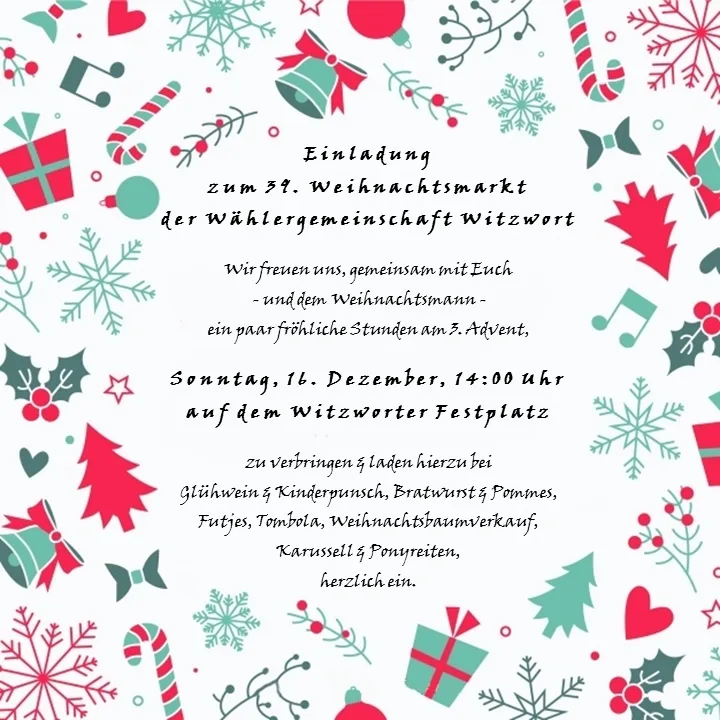 Einladung
zum 39. Weihnachtsmarkt
der Wählergemeinschaft Witzwort
Wir freuen uns, gemeinsam mit Euch
- und dem Weihnachtsmann -
ein paar fröhliche Stunden am 3. Advent,
Sonntag, 16. Dezember, 14:00 Uhr
auf dem Witzworter Festplatz
zu verbringen & laden hierzu bei
Glühwein & Kinderpunsch, Bratwurst & Pommes,
Futjes, Tombola, Weihnachtsbaumverkauf,
Karussell & Ponyreiten,
herzlich ein.